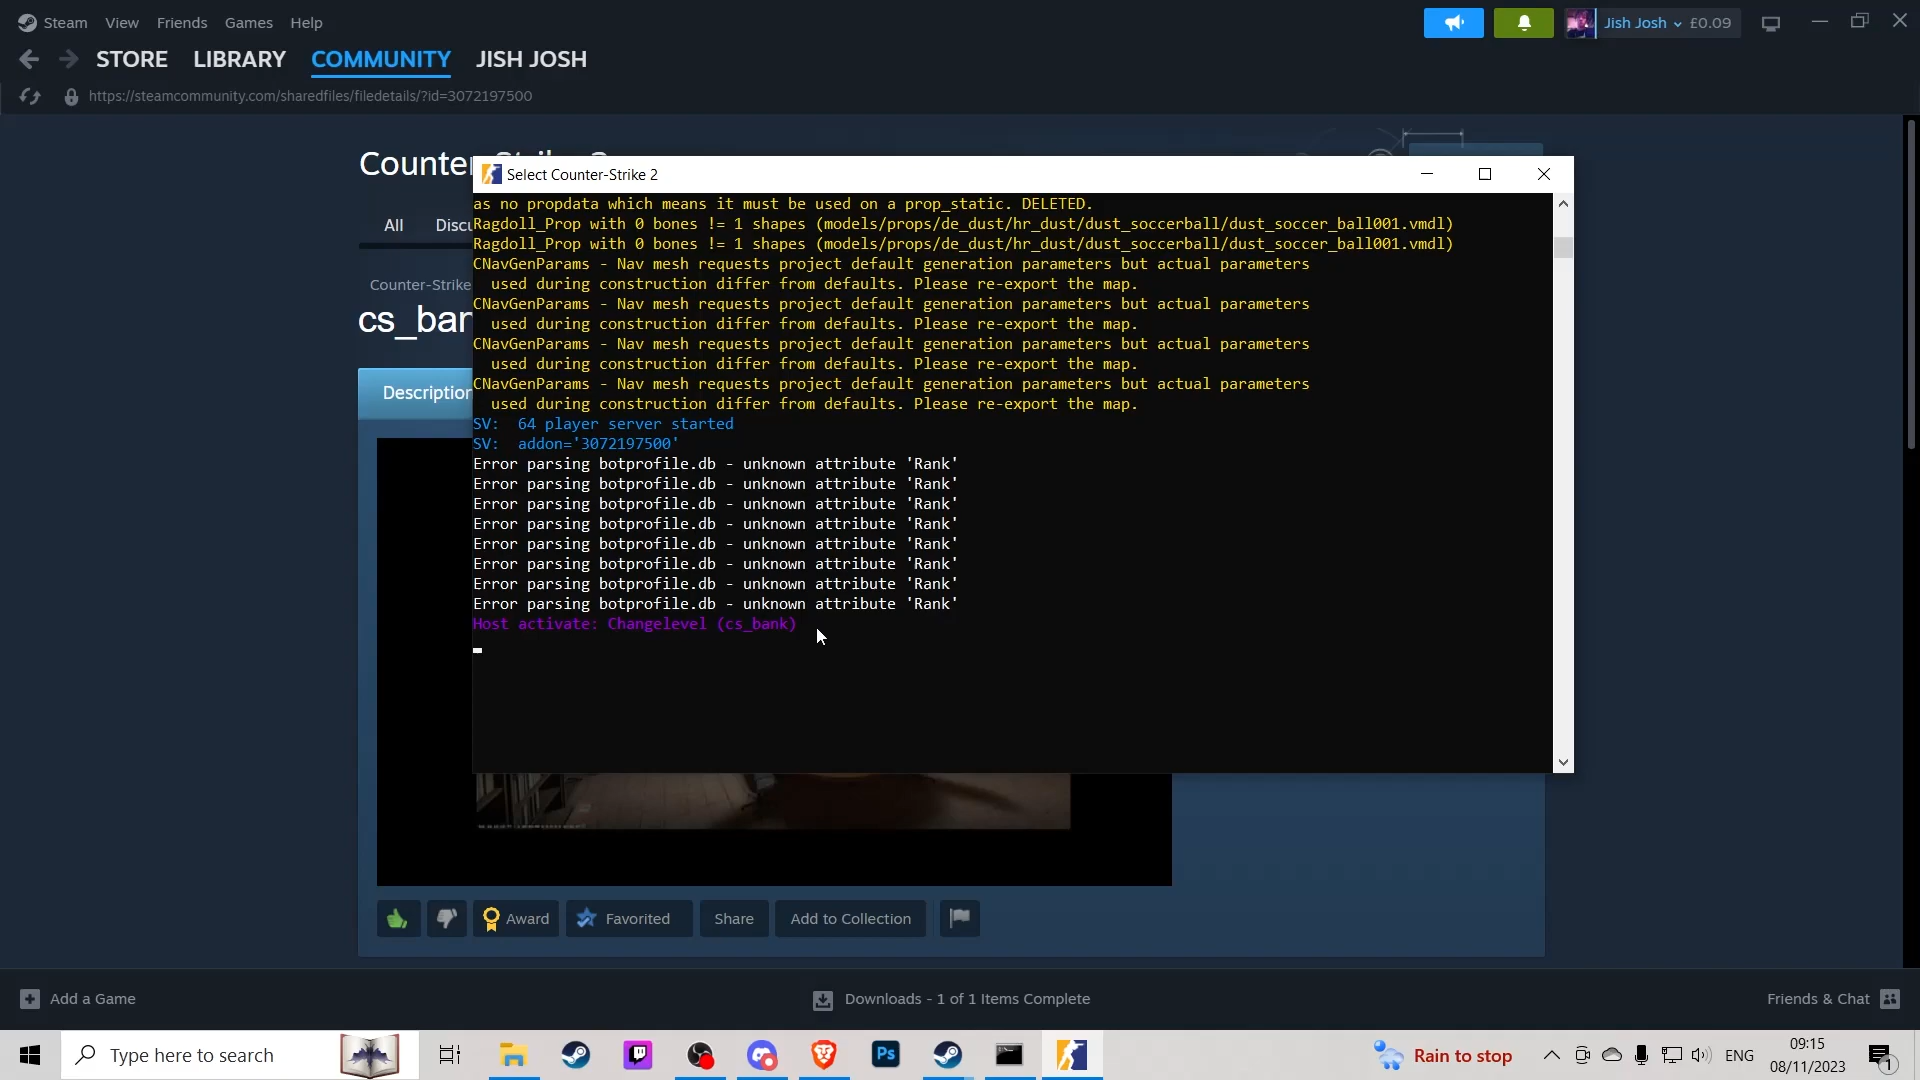 Steam View Friends Games Help
Jish Josh £0.09
STORE LIBRARY COMMUNITY JISH JOSH
https://steamcommunity.com/sharedfiles/filedetails/?id=3072197500
Select Counter-Strike 2
as no propdata which means it must be used on a prop_static. DELETED.
Ragdoll_Prop with 0 bones != 1 shapes (models/props/de_dust/hr_dust/dust_soccerball/dust_soccer_ball001.vmdl)
Ragdoll_Prop with 0 bones != 1 shapes (models/props/de_dust/hr_dust/dust_soccerball/dust_soccer_ball001.vmdl)
CNavGenParams - Nav mesh requests project default generation parameters but actual parameters
used during construction differ from defaults. Please re-export the map.
CNavGenParams - Nav mesh requests project default generation parameters but actual parameters
used during construction differ from defaults. Please re-export the map.
CNavGenParams - Nav mesh requests project default generation parameters but actual parameters
used during construction differ from defaults. Please re-export the map.
CNavGenParams - Nav mesh requests project default generation parameters but actual parameters
used during construction differ from defaults. Please re-export the map.
SV: 64 player server started
SV: addon='3072197500'
Error parsing botprofile.db - unknown attribute 'Rank'
Error parsing botprofile.db - unknown attribute 'Rank'
Error parsing botprofile.db - unknown attribute 'Rank'
Error parsing botprofile.db - unknown attribute 'Rank'
Error parsing botprofile.db - unknown attribute 'Rank'
Error parsing botprofile.db - unknown attribute 'Rank'
Error parsing botprofile.db - unknown attribute 'Rank'
Error parsing botprofile.db - unknown attribute 'Rank'
Host activate: Changelevel (cs_bank)
All
Counter-Strike
Description
Award Favorited Share Add to Collection
Add a Game
Downloads - 1 of 1 Items Complete
Friends & Chat
Type here to search
Ps
Rain to stop
ENG
09:15
08/11/2023
1